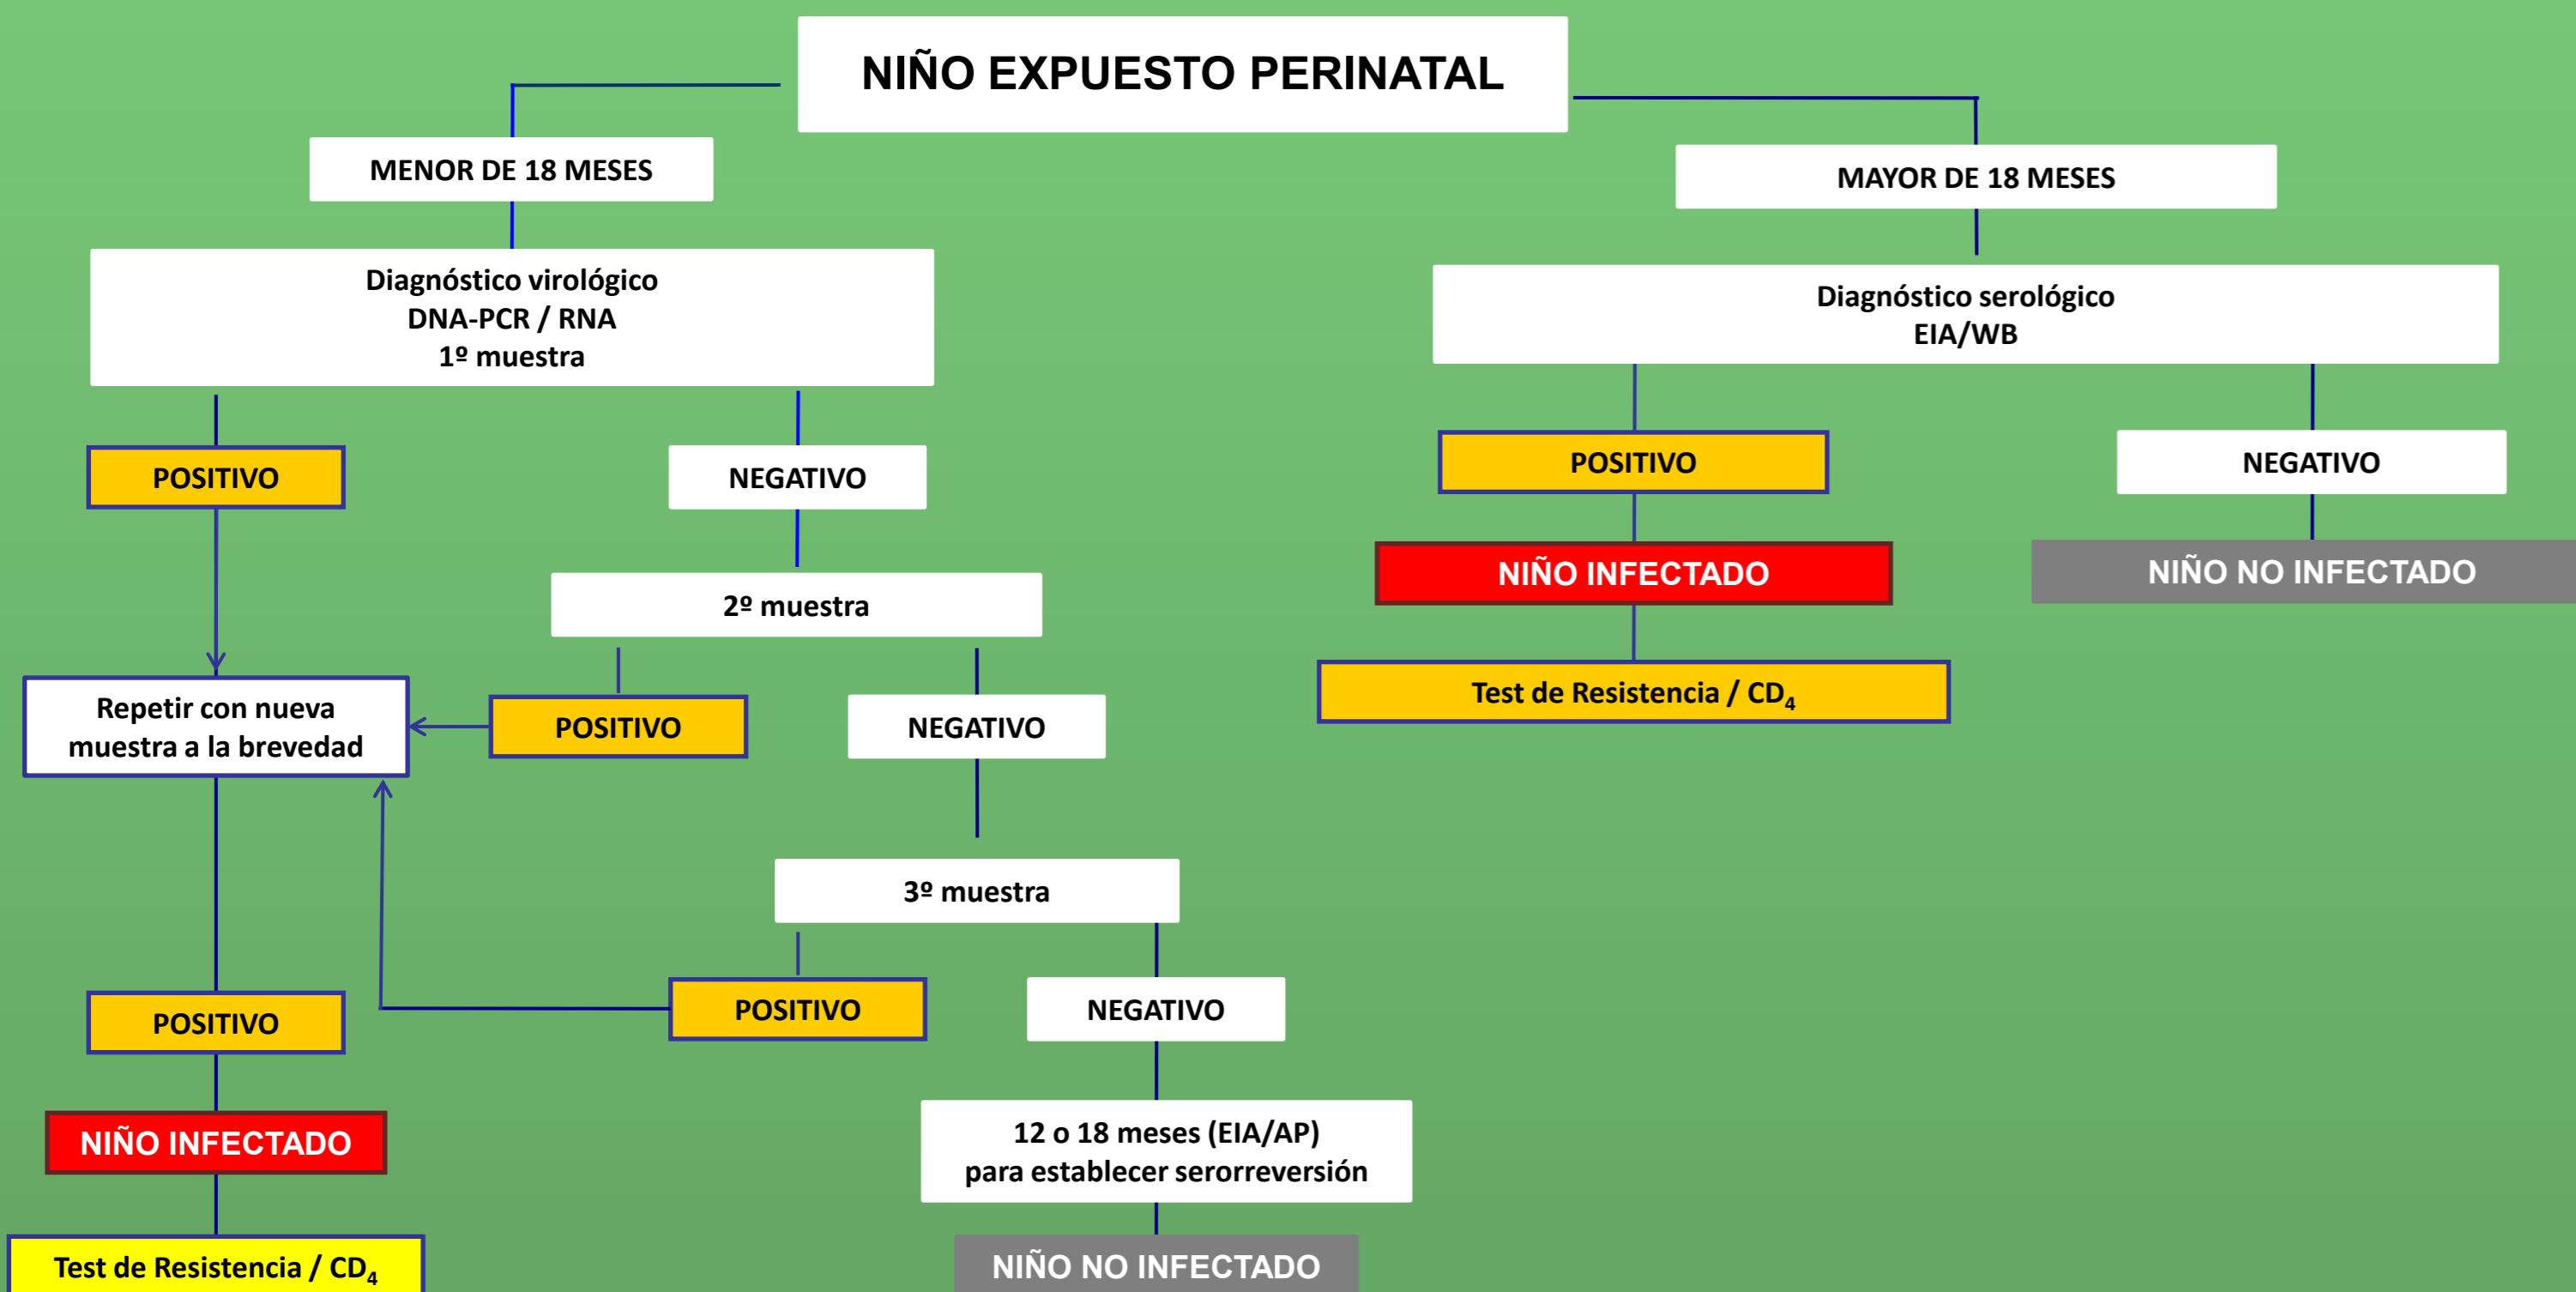 NIÑO EXPUESTO PERINATAL
MENOR DE 18 MESES
MAYOR DE 18 MESES
Diagnóstico virológico
DNA-PCR / RNA
1º muestra
Diagnóstico serológico
EIA/WB
POSITIVO
NEGATIVO
POSITIVO
NEGATIVO
2º muestra
NIÑO INFECTADO
NIÑO NO INFECTADO
Repetir con nueva
muestra a la brevedad
POSITIVO
NEGATIVO
Test de Resistencia / CD₄
3º muestra
POSITIVO
POSITIVO
NEGATIVO
NIÑO INFECTADO
12 o 18 meses (EIA/AP)
para establecer serorreversión
Test de Resistencia / CD₄
NIÑO NO INFECTADO